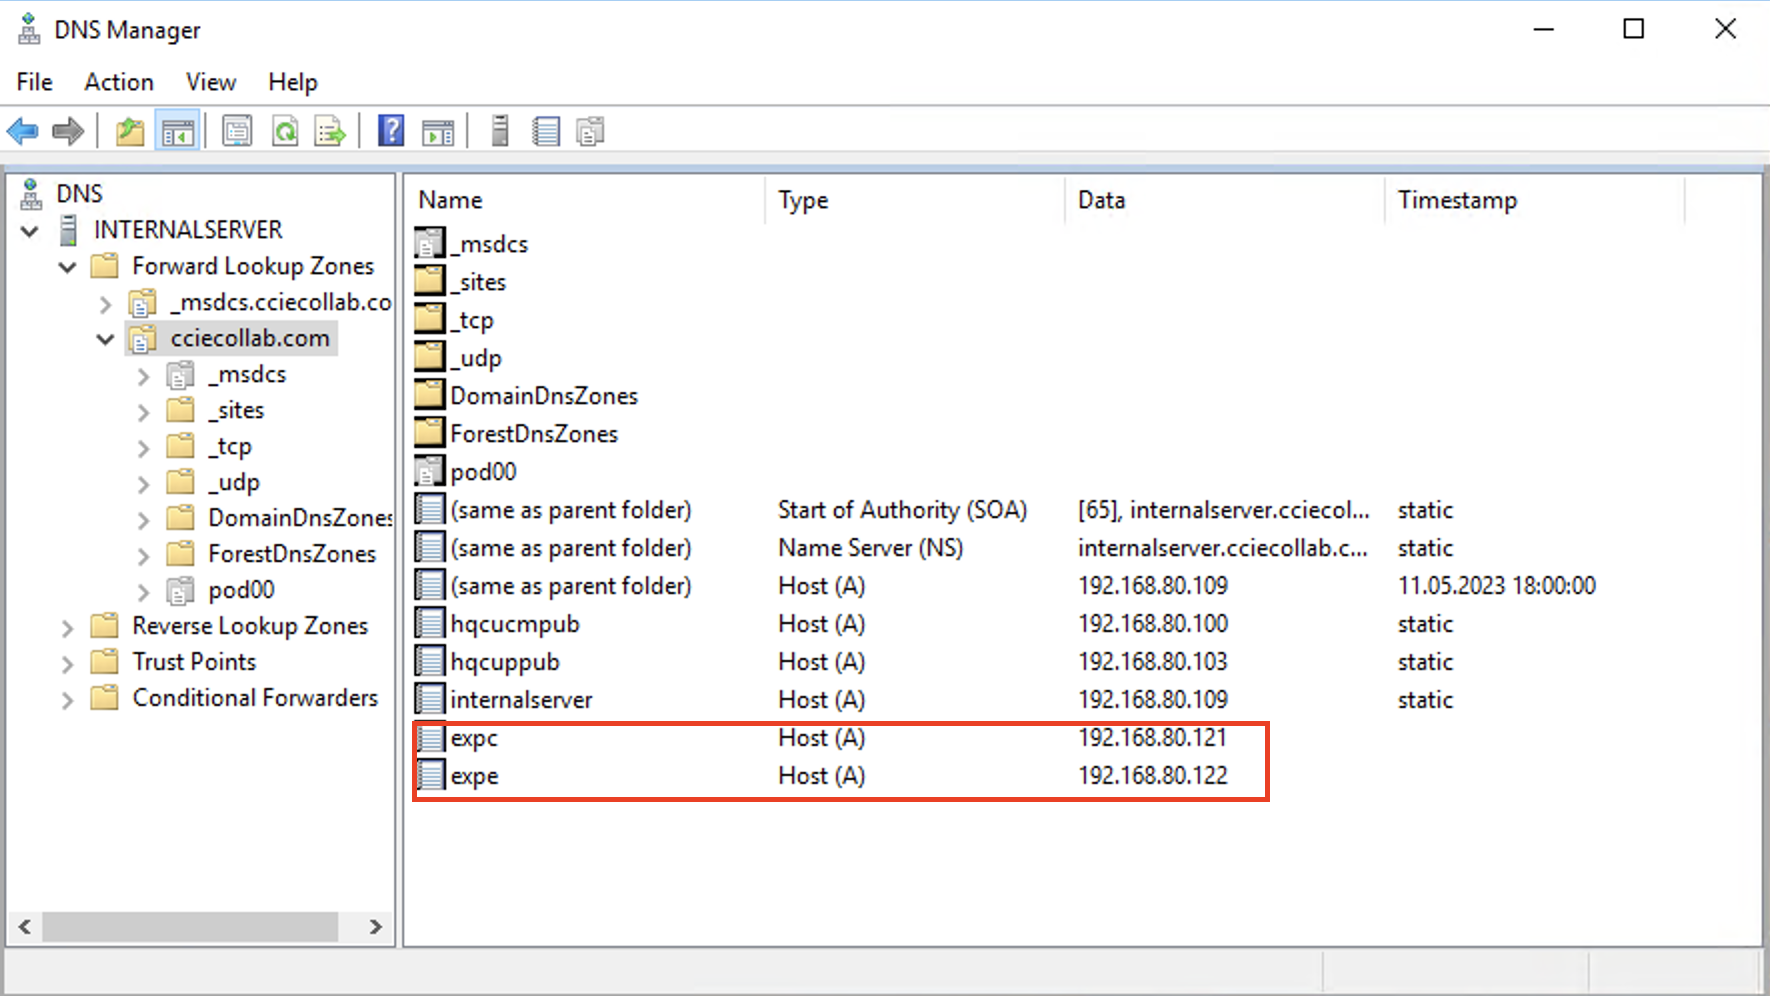 DNS Manager
File Action View Help
DNS
INTERNALSERVER
Forward Lookup Zones
_msdcs.cciecollab.co
cciecollab.com
_msdcs
_sites
_tcp
_udp
DomainDnsZones
ForestDnsZones
pod00
Reverse Lookup Zones
Trust Points
Conditional Forwarders
Name Type Data Timestamp
_msdcs
_sites
_tcp
_udp
DomainDnsZones
ForestDnsZones
pod00
(same as parent folder) Start of Authority (SOA) [65], internalserver.cciecol... static
(same as parent folder) Name Server (NS) internalserver.cciecollab.c... static
(same as parent folder) Host (A) 192.168.80.109 11.05.2023 18:00:00
hqcucmpub Host (A) 192.168.80.100 static
hqcuppub Host (A) 192.168.80.103 static
internalserver Host (A) 192.168.80.109 static
expc Host (A) 192.168.80.121
expe Host (A) 192.168.80.122